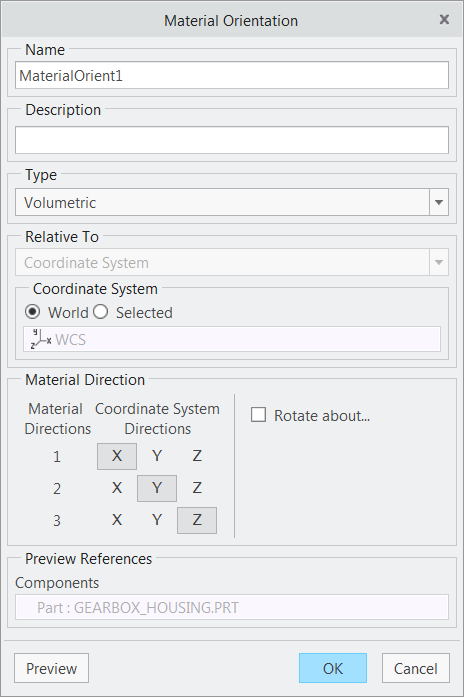 Material Orientation
Name
MaterialOrient1
Description
Type
Volumetric
Relative To
Coordinate System
Coordinate System
World Selected
y z x WCS
Material Direction
Material Directions Coordinate System Directions
Rotate about...
1 X Y Z
2 X Y Z
3 X Y Z
Preview References
Components
Part : GEARBOX_HOUSING.PRT
Preview OK Cancel